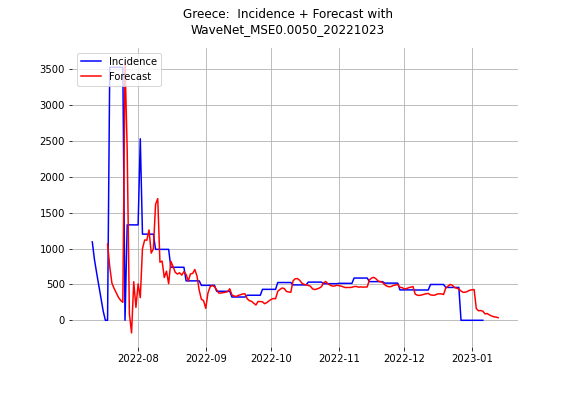 Greece:  Incidence + Forecast with
WaveNet_MSE0.0050_20221023
Incidence
Forecast
3500
3000
2500
2000
1500
1000
500
0
2022-08 2022-09 2022-10 2022-11 2022-12 2023-01